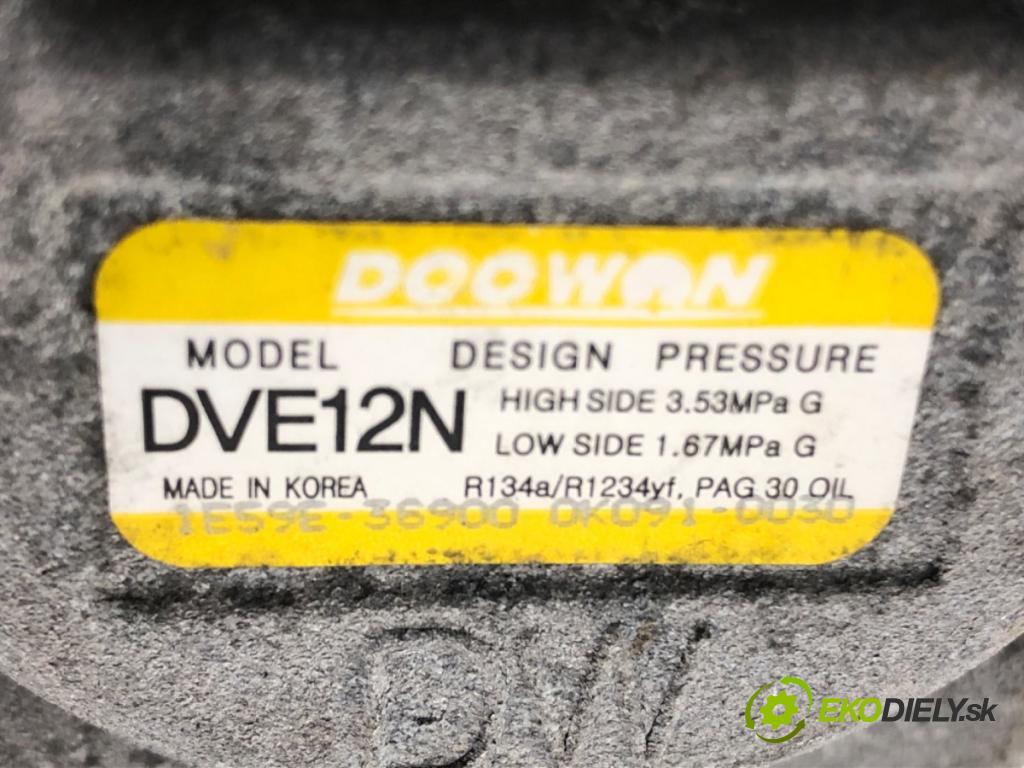 DOOWON
MODEL DESIGN PRESSURE
DVE12N HIGH SIDE 3.53MPa G
LOW SIDE 1.67MPa G
MADE IN KOREA R134a/R1234yf, PAG 30 OIL
1E59E-36900 0K091-0030
EKODIELY.sk